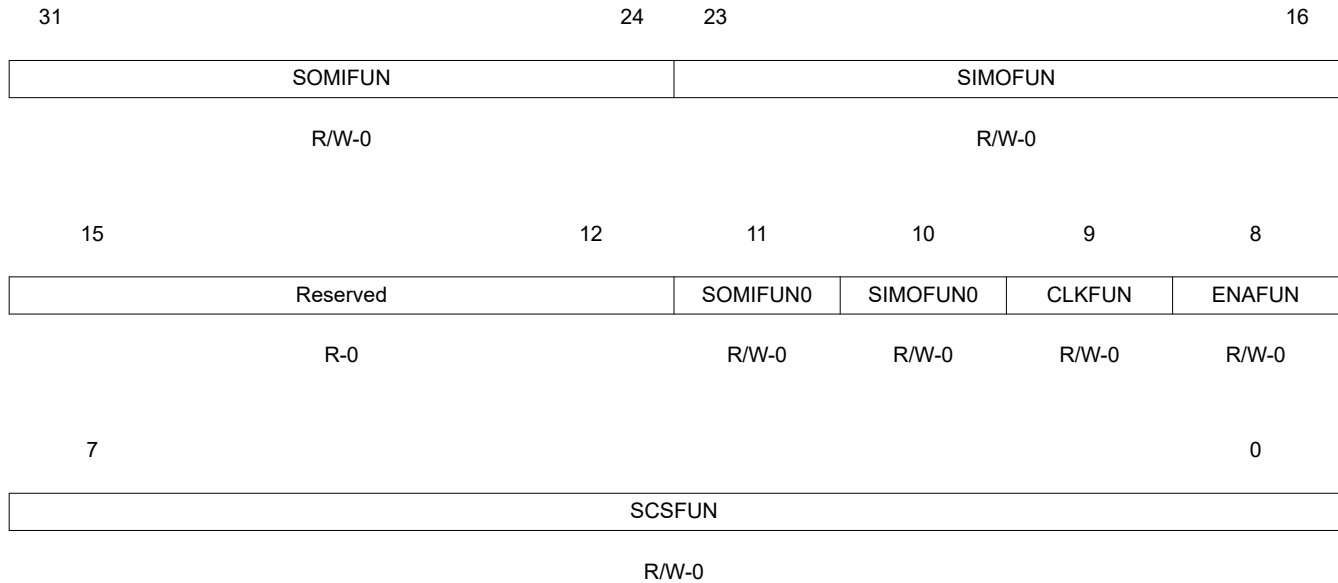 31 24 23 16
SOMIFUN SIMOFUN
R/W-0 R/W-0
15 12 11 10 9 8
Reserved SOMIFUN0 SIMOFUN0 CLKFUN ENAFUN
R-0 R/W-0 R/W-0 R/W-0 R/W-0
7 0
SCSFUN
R/W-0